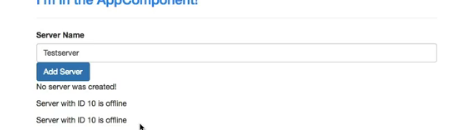 I'm in the AppComponent!
Server Name
Testserver
Add Server
No server was created!
Server with ID 10 is offline
Server with ID 10 is offline